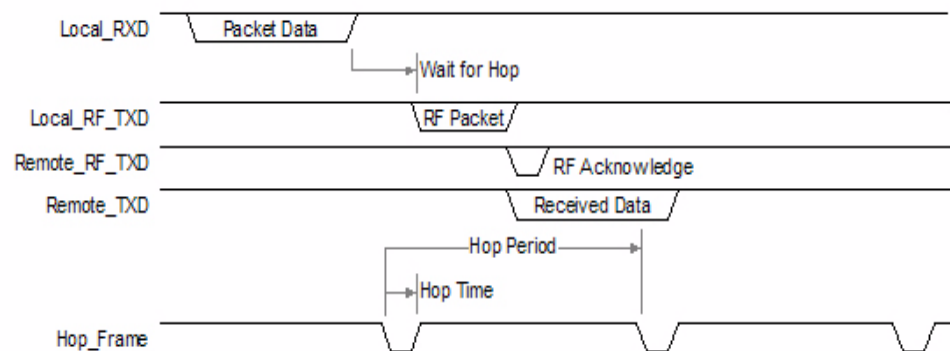 Local_RXD
Packet Data
Wait for Hop
Local_RF_TXD
RF Packet
Remote_RF_TXD
RF Acknowledge
Remote_TXD
Received Data
Hop Period
Hop Time
Hop_Frame